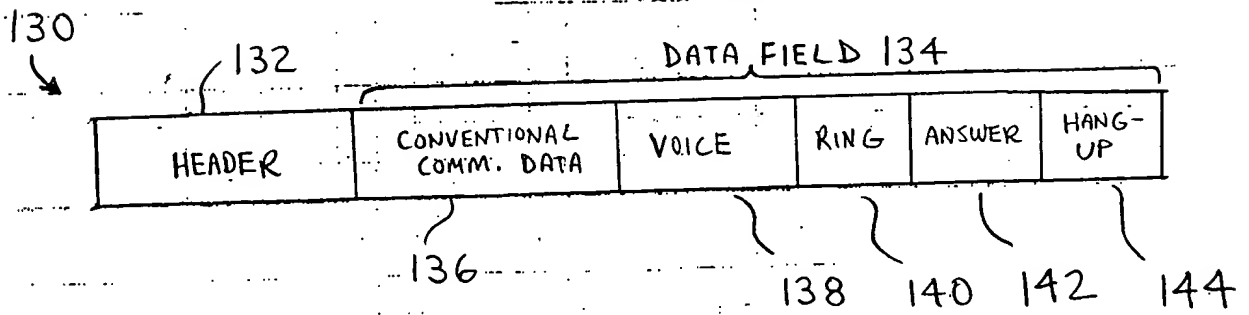 130
132
DATA FIELD 134
HEADER
CONVENTIONAL
COMM. DATA
VOICE
RING
ANSWER
HANG-
UP
136
138
140
142
144